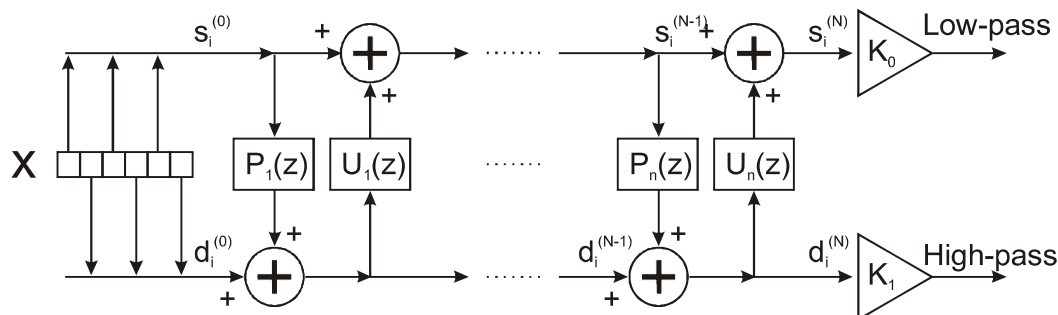 s_i^(0) + + s_i^(N-1) + + s_i^(N) K_0 Low-pass
+ +
X P_1(z) U_1(z) P_n(z) U_n(z)
+ +
d_i^(0) + + d_i^(N-1) + + d_i^(N) K_1 High-pass
+ +